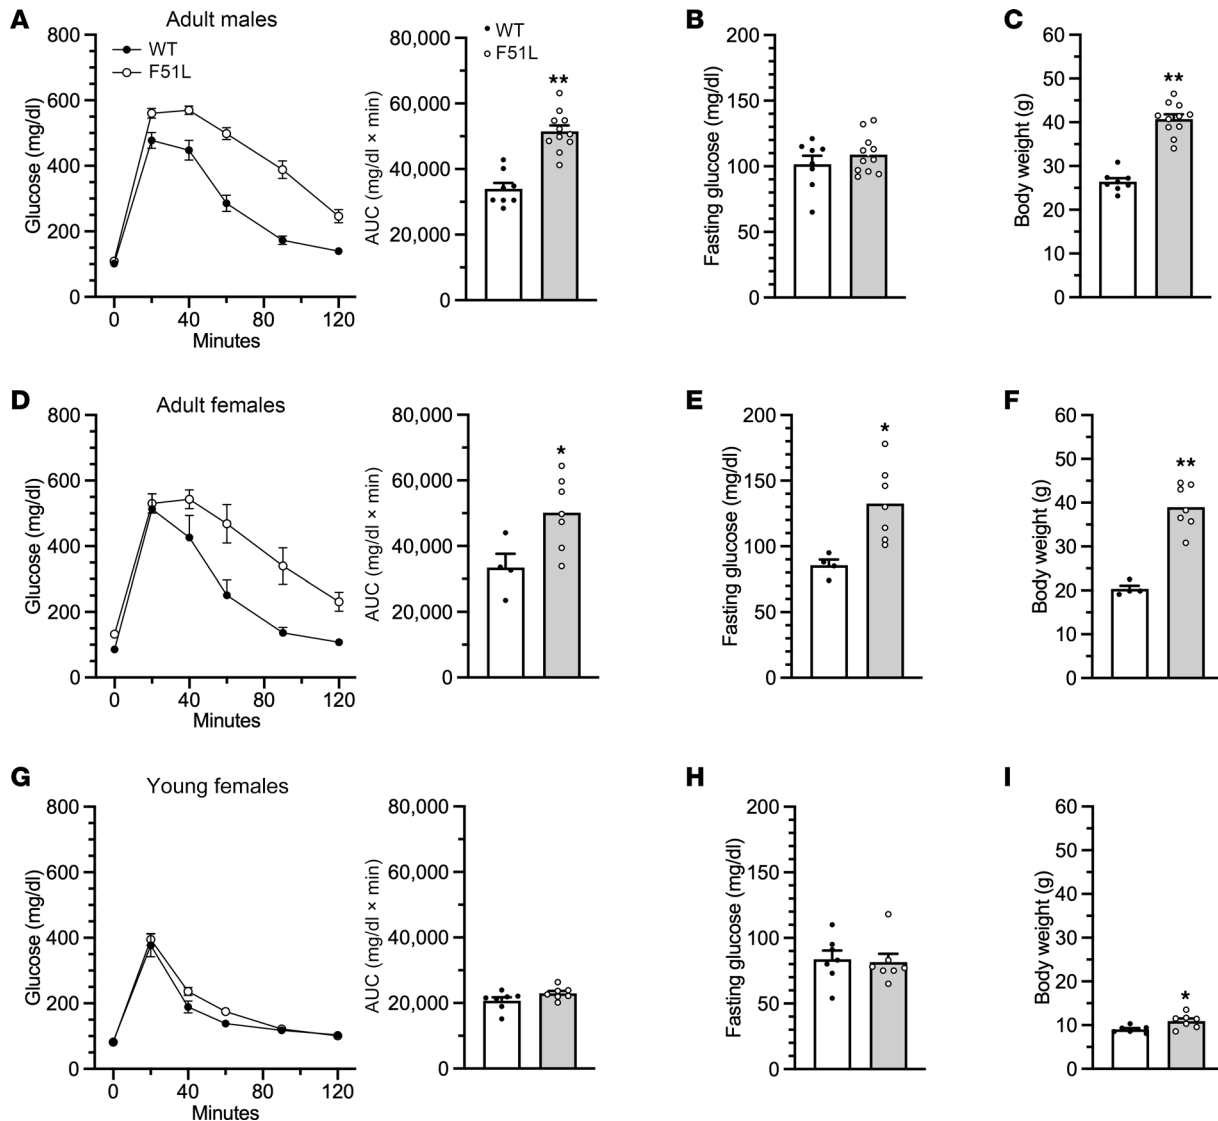 A
Adult males
800
600
400
200
0
Glucose (mg/dl)
WT
F51L
0 40 80 120
Minutes
80,000
60,000
40,000
20,000
0
AUC (mg/dl × min)
WT
F51L
**
B
200
150
100
50
0
Fasting glucose (mg/dl)
C
60
50
40
30
20
10
0
Body weight (g)
**
D
Adult females
800
600
400
200
0
Glucose (mg/dl)
0 40 80 120
Minutes
80,000
60,000
40,000
20,000
0
AUC (mg/dl × min)
*
E
200
150
100
50
0
Fasting glucose (mg/dl)
*
F
60
50
40
30
20
10
0
Body weight (g)
**
G
Young females
800
600
400
200
0
Glucose (mg/dl)
0 40 80 120
Minutes
80,000
60,000
40,000
20,000
0
AUC (mg/dl × min)
H
200
150
100
50
0
Fasting glucose (mg/dl)
I
60
50
40
30
20
10
0
Body weight (g)
*